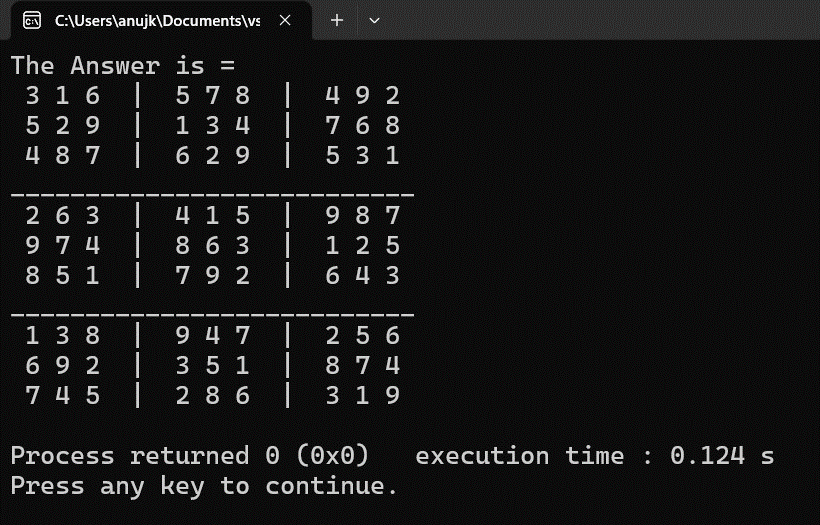 C:\Users\anujk\Documents\vs
The Answer is =
3 1 6 | 5 7 8 | 4 9 2
5 2 9 | 1 3 4 | 7 6 8
4 8 7 | 6 2 9 | 5 3 1
___________________________
2 6 3 | 4 1 5 | 9 8 7
9 7 4 | 8 6 3 | 1 2 5
8 5 1 | 7 9 2 | 6 4 3
___________________________
1 3 8 | 9 4 7 | 2 5 6
6 9 2 | 3 5 1 | 8 7 4
7 4 5 | 2 8 6 | 3 1 9
Process returned 0 (0x0)   execution time : 0.124 s
Press any key to continue.